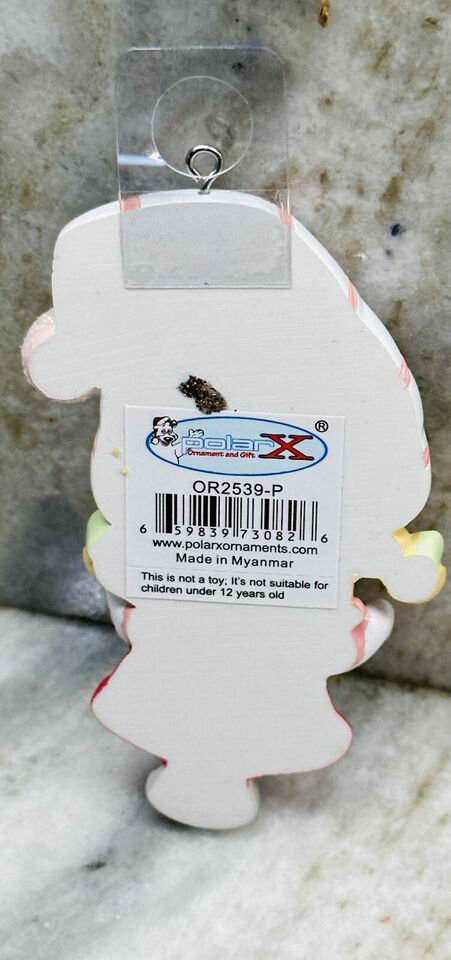 polarX ®
Ornament and Gift
OR2539-P
6 59839 73082 6
www.polarxornaments.com
Made in Myanmar
This is not a toy; It's not suitable for
children under 12 years old